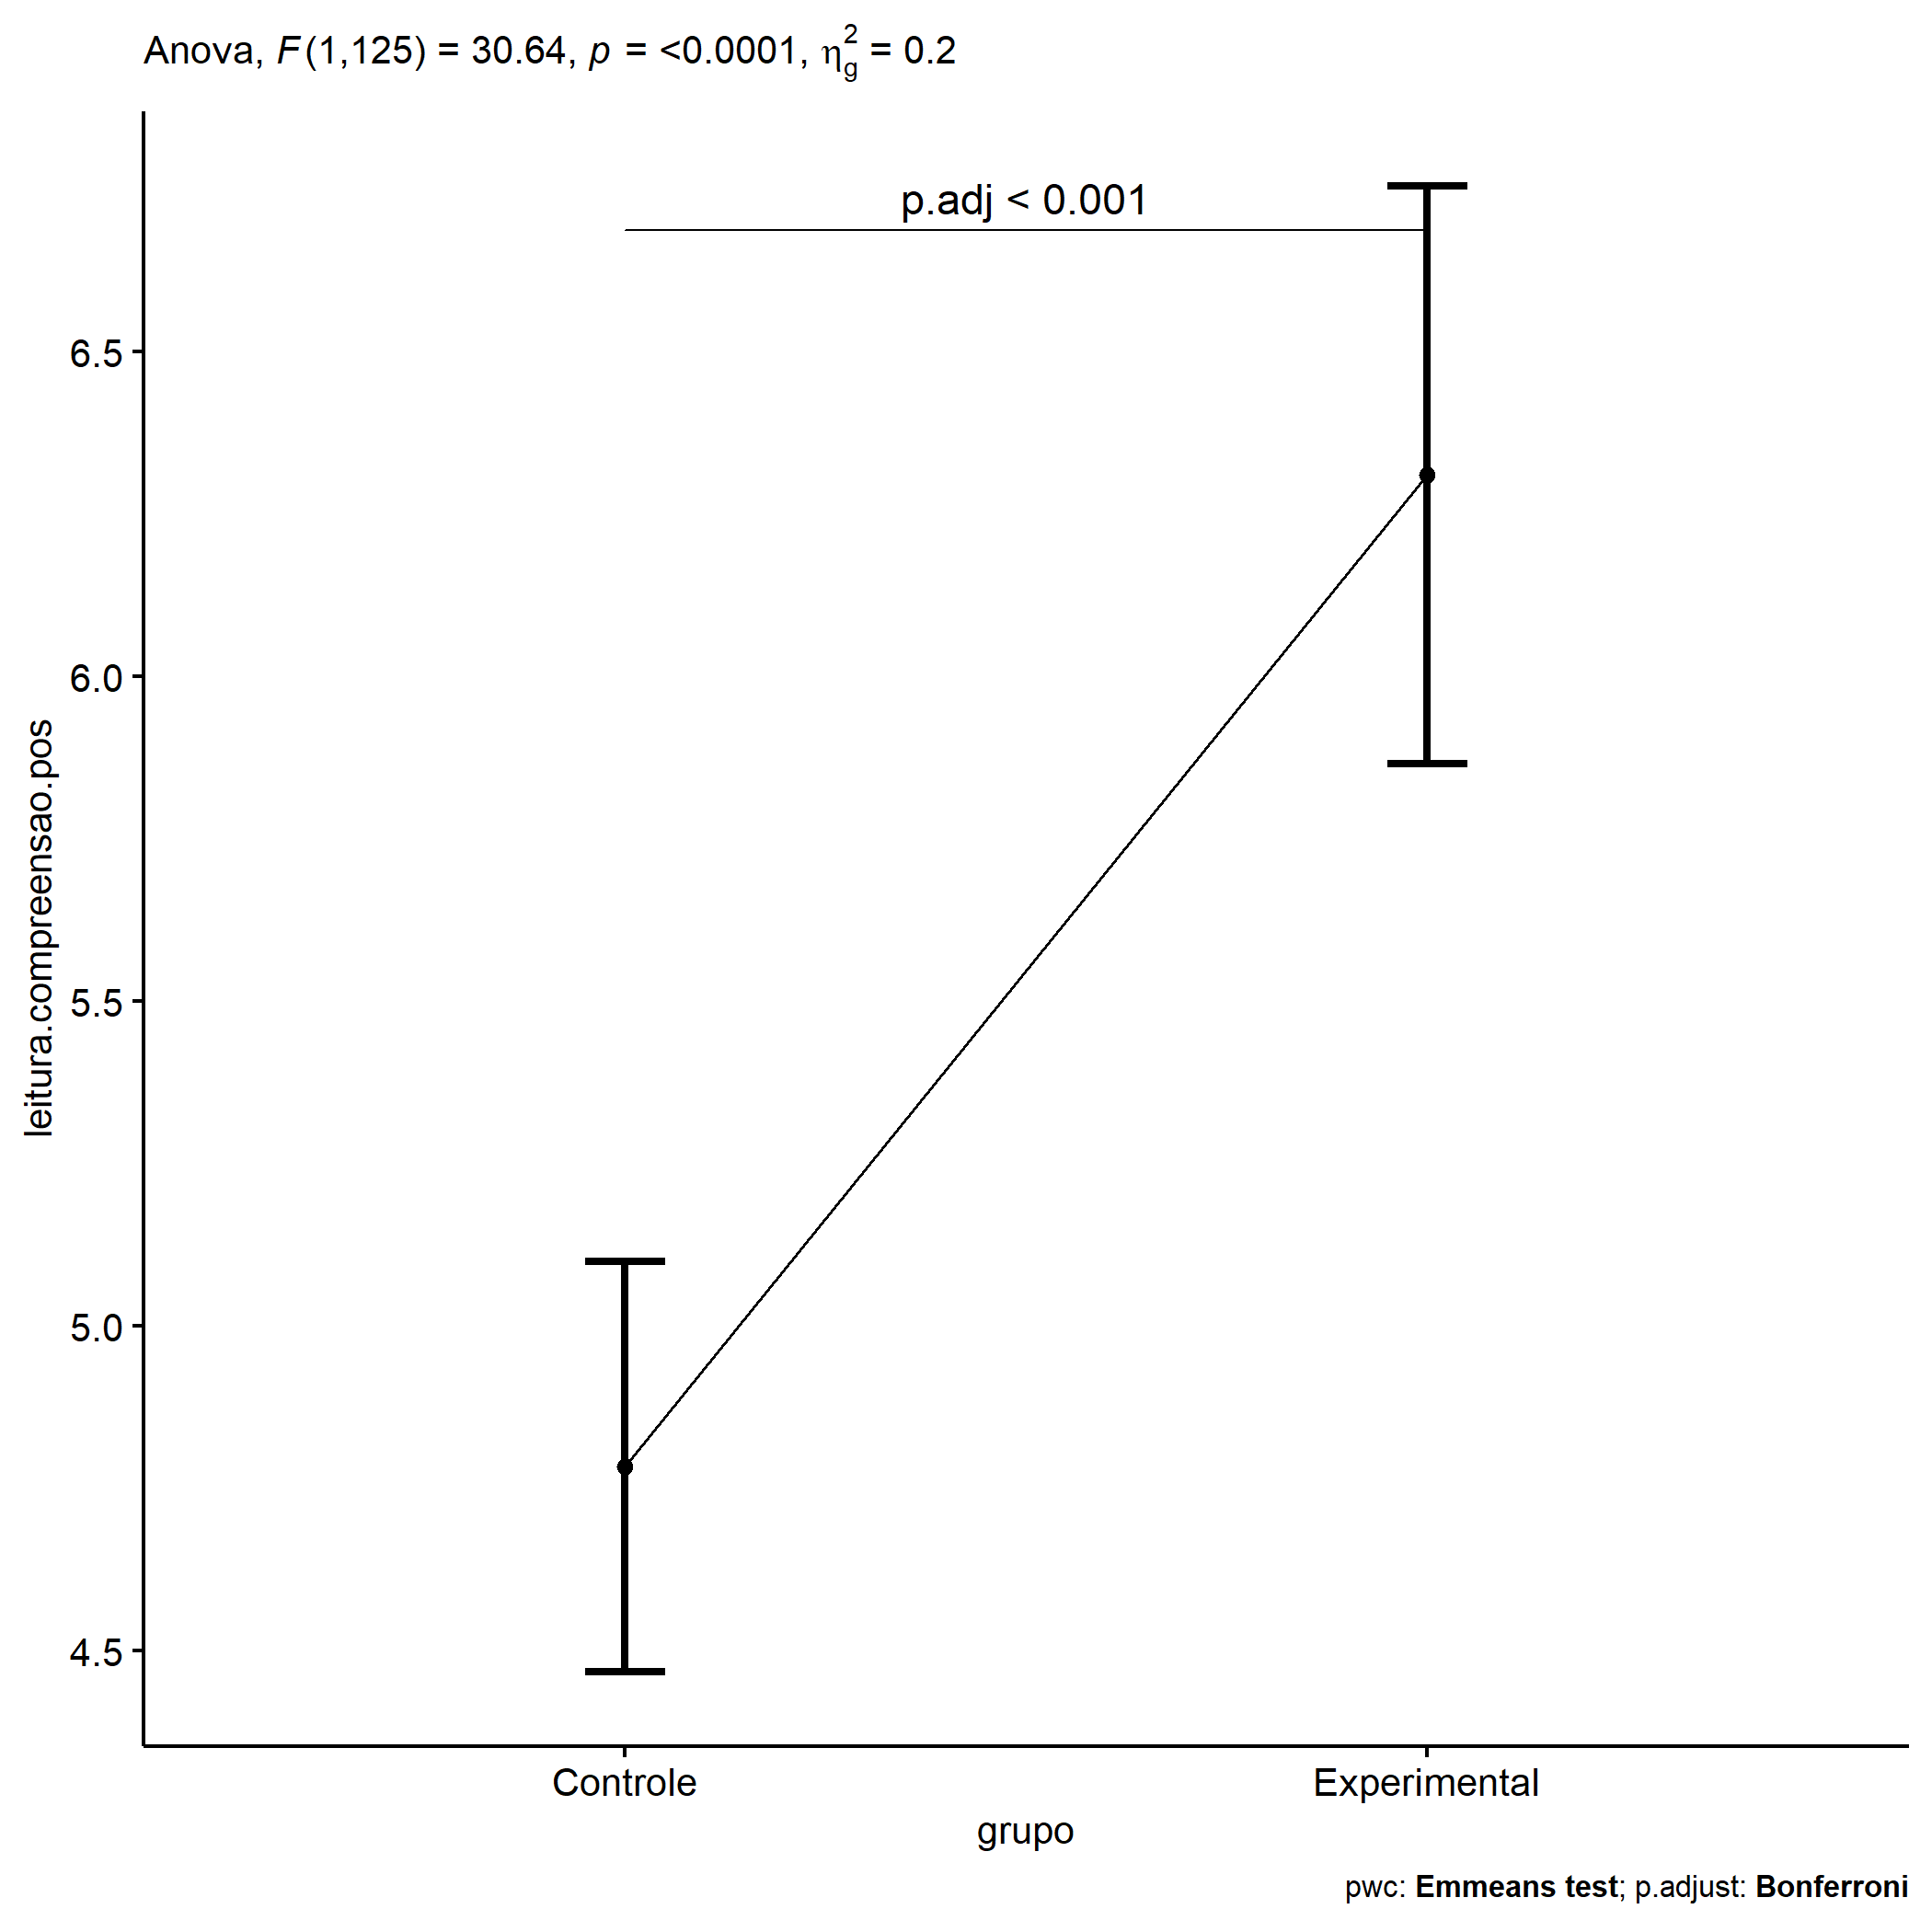 Anova, F(1,125) = 30.64, p = <0.0001, η²g = 0.2
p.adj < 0.001
6.5
6.0
5.5
5.0
4.5
leitura.compreensao.pos
Controle
Experimental
grupo
pwc: Emmeans test; p.adjust: Bonferroni